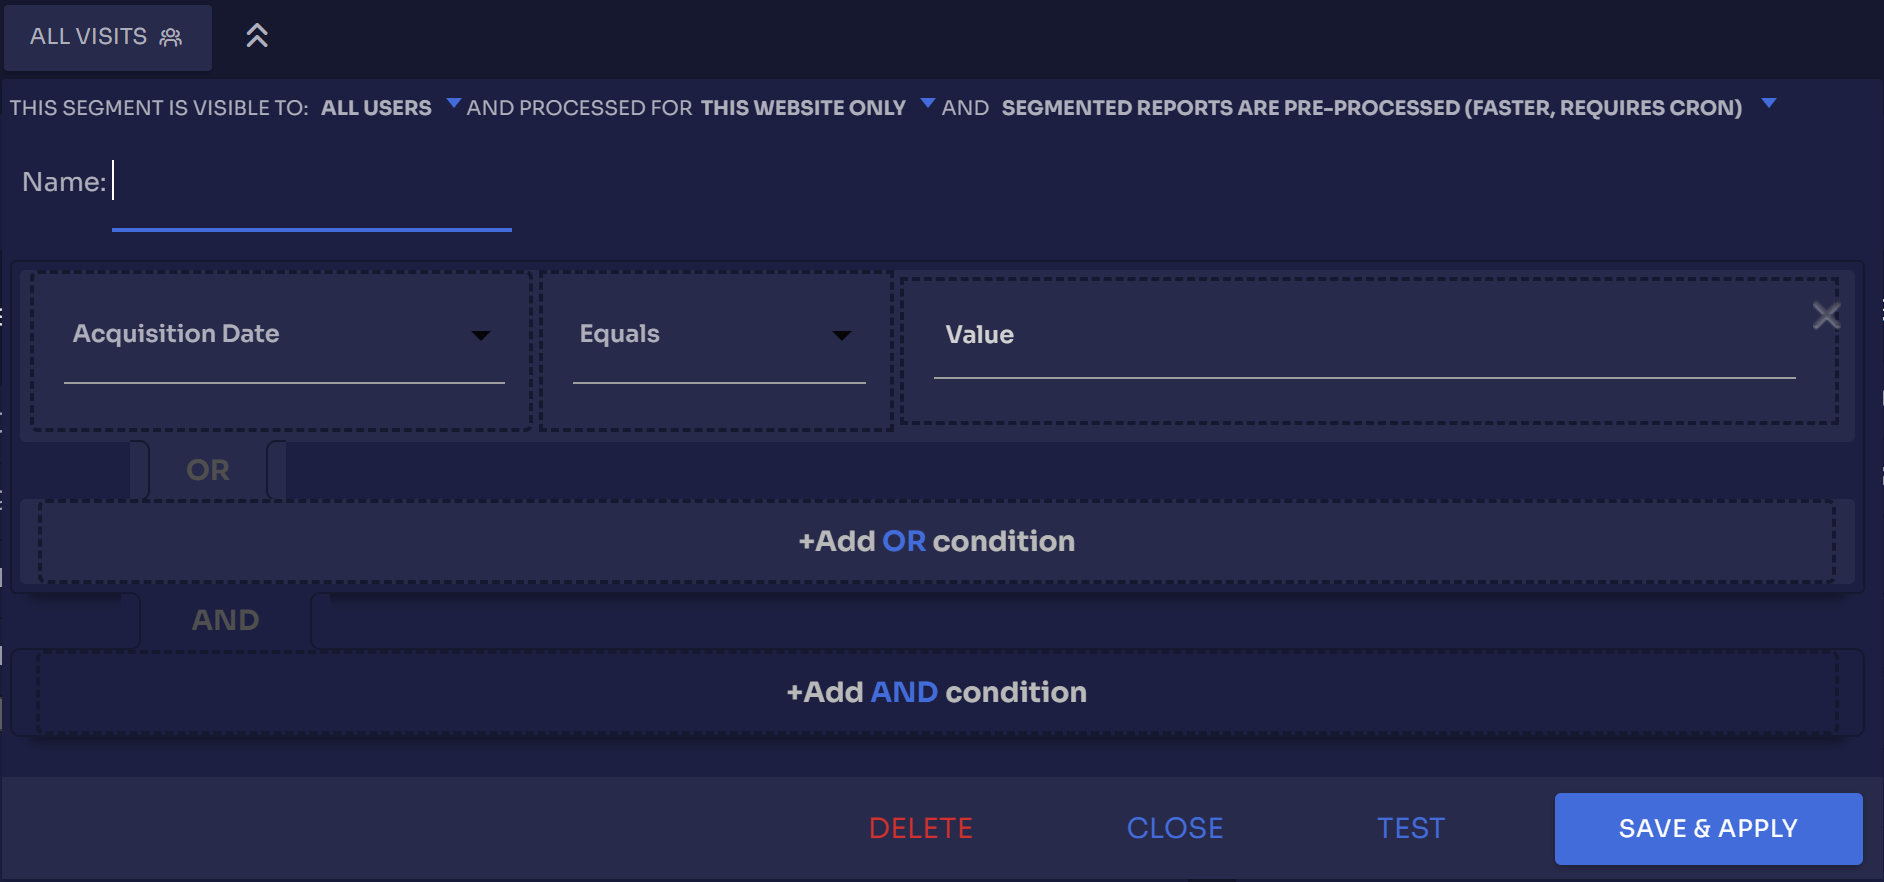 ALL VISITS
THIS SEGMENT IS VISIBLE TO: ALL USERS AND PROCESSED FOR THIS WEBSITE ONLY AND SEGMENTED REPORTS ARE PRE-PROCESSED (FASTER, REQUIRES CRON)
Name:
Acquisition Date Equals Value
OR
+Add OR condition
AND
+Add AND condition
DELETE CLOSE TEST SAVE & APPLY